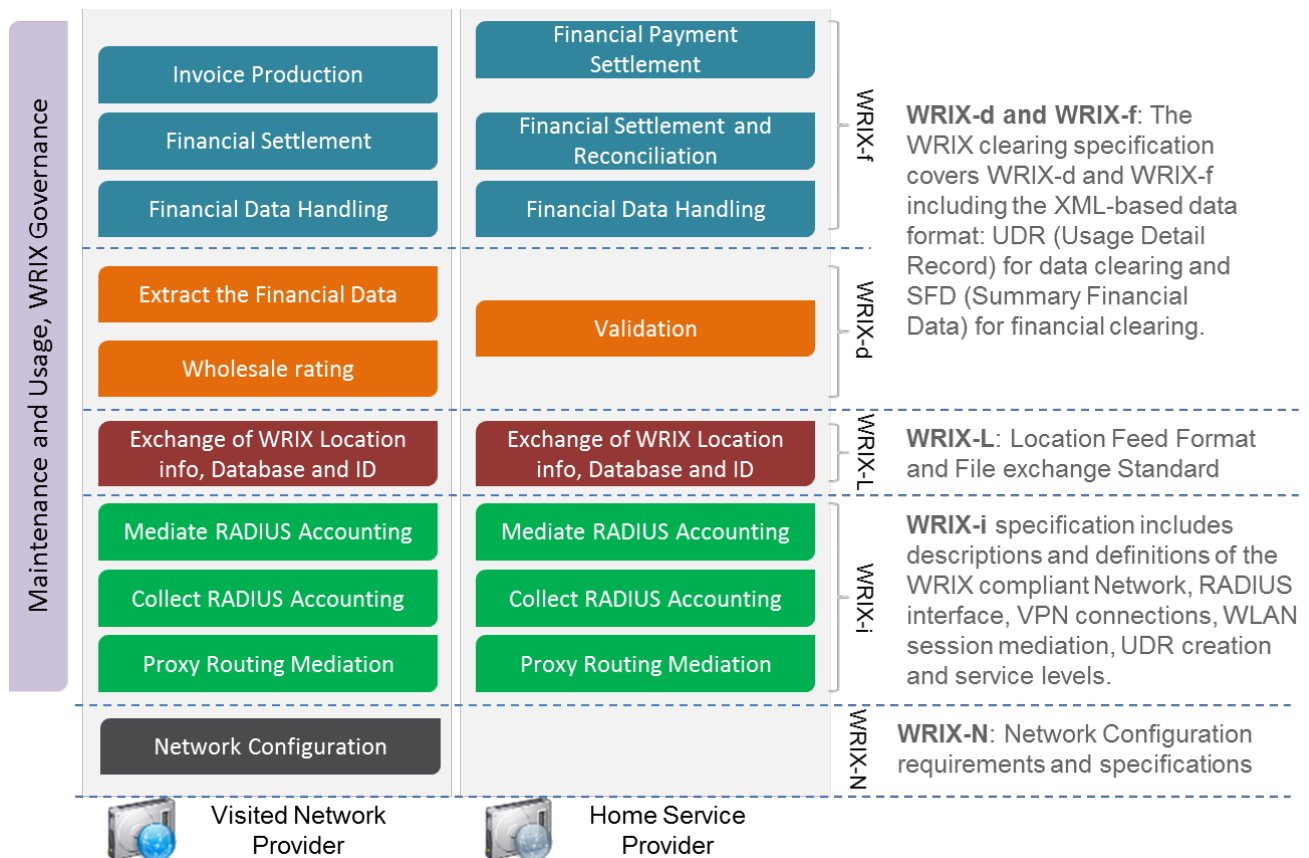 Maintenance and Usage, WRIX Governance
Invoice Production
Financial Settlement
Financial Data Handling
Financial Payment
Settlement
Financial Settlement and
Reconciliation
Financial Data Handling
WRIX-f
WRIX-d and WRIX-f: The
WRIX clearing specification
covers WRIX-d and WRIX-f
including the XML-based data
format: UDR (Usage Detail
Record) for data clearing and
SFD (Summary Financial
Data) for financial clearing.
Extract the Financial Data
Wholesale rating
Validation
WRIX-d
Exchange of WRIX Location
info, Database and ID
Exchange of WRIX Location
info, Database and ID
WRIX-L
WRIX-L: Location Feed Format
and File exchange Standard
Mediate RADIUS Accounting
Collect RADIUS Accounting
Proxy Routing Mediation
Mediate RADIUS Accounting
Collect RADIUS Accounting
Proxy Routing Mediation
WRIX-i
WRIX-i specification includes
descriptions and definitions of the
WRIX compliant Network, RADIUS
interface, VPN connections, WLAN
session mediation, UDR creation
and service levels.
Network Configuration
WRIX-N
WRIX-N: Network Configuration
requirements and specifications
Visited Network
Provider
Home Service
Provider